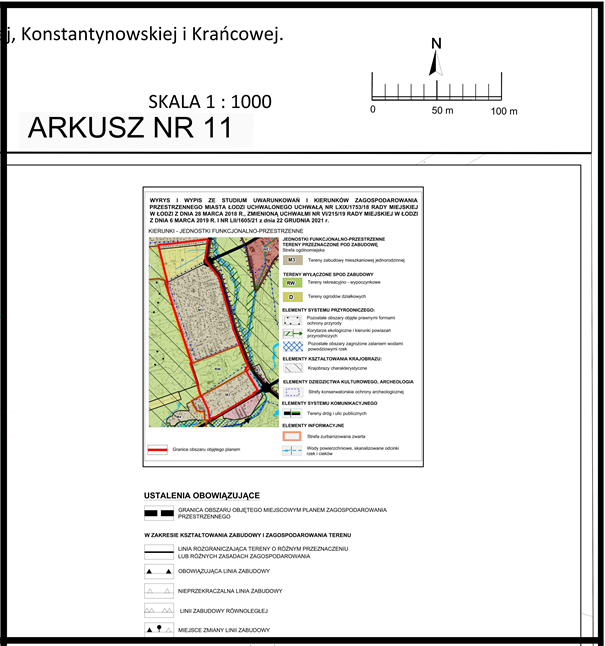 j, Konstantynowskiej i Krańcowej.
N
SKALA 1 : 1000
0
50 m
100 m
ARKUSZ NR 11
WYRYS I WYPIS ZE STUDIUM UWARUNKOWAŃ I KIERUNKÓW ZAGOSPODAROWANIA
PRZESTRZENNEGO MIASTA ŁODZI UCHWALONEGO UCHWAŁĄ NR LXIX/1753/18 RADY MIEJSKIEJ
W ŁODZI Z DNIA 28 MARCA 2018 R., ZMIENIONĄ UCHWAŁMI NR VI/215/19 RADY MIEJSKIEJ W ŁODZI
Z DNIA 6 MARCA 2019 R. I NR LII/1605/21 z dnia 22 GRUDNIA 2021 r.
KIERUNKI - JEDNOSTKI FUNKCJONALNO-PRZESTRZENNE
JEDNOSTKI FUNKCJONALNO-PRZESTRZENNE
TERENY PRZEZNACZONE POD ZABUDOWĘ
Strefa ogólnomiejska
M3 Tereny zabudowy mieszkaniowej jednorodzinnej
TERENY WYŁĄCZONE SPOD ZABUDOWY
RW Tereny rekreacyjno - wypoczynkowe
D Tereny ogrodów działkowych
ELEMENTY SYSTEMU PRZYRODNICZEGO:
Pozostałe obszary objęte prawnymi formami
ochrony przyrody
Korytarze ekologiczne i kierunki powiązań
przyrodniczych
Pozostałe obszary zagrożone zalaniem wodami
powodziowymi rzek
ELEMENTY KSZTAŁTOWANIA KRAJOBRAZU:
Krajobrazy charakterystyczne
ELEMENTY DZIEDZICTWA KULTUROWEGO, ARCHEOLOGIA
Strefy konserwatorskie ochrony archeologicznej
ELEMENTY SYSTEMU KOMUNIKACYJNEGO
Tereny dróg i ulic publicznych
ELEMENTY INFORMACYJNE
Strefa zurbanizowana zwarta
Wody powierzchniowe, skanalizowane odcinki
rzek i cieków
Granica obszaru objętego planem
USTALENIA OBOWIĄZUJĄCE
GRANICA OBSZARU OBJĘTEGO MIEJSCOWYM PLANEM ZAGOSPODAROWANIA
PRZESTRZENNEGO
W ZAKRESIE KSZTAŁTOWANIA ZABUDOWY I ZAGOSPODAROWANIA TERENU
LINIA ROZGRANICZAJĄCA TERENY O RÓŻNYM PRZEZNACZENIU
LUB RÓŻNYCH ZASADACH ZAGOSPODAROWANIA
OBOWIĄZUJĄCA LINIA ZABUDOWY
NIEPRZEKRACZALNA LINIA ZABUDOWY
LINII ZABUDOWY RÓWNOLEGŁEJ
MIEJSCE ZMIANY LINII ZABUDOWY